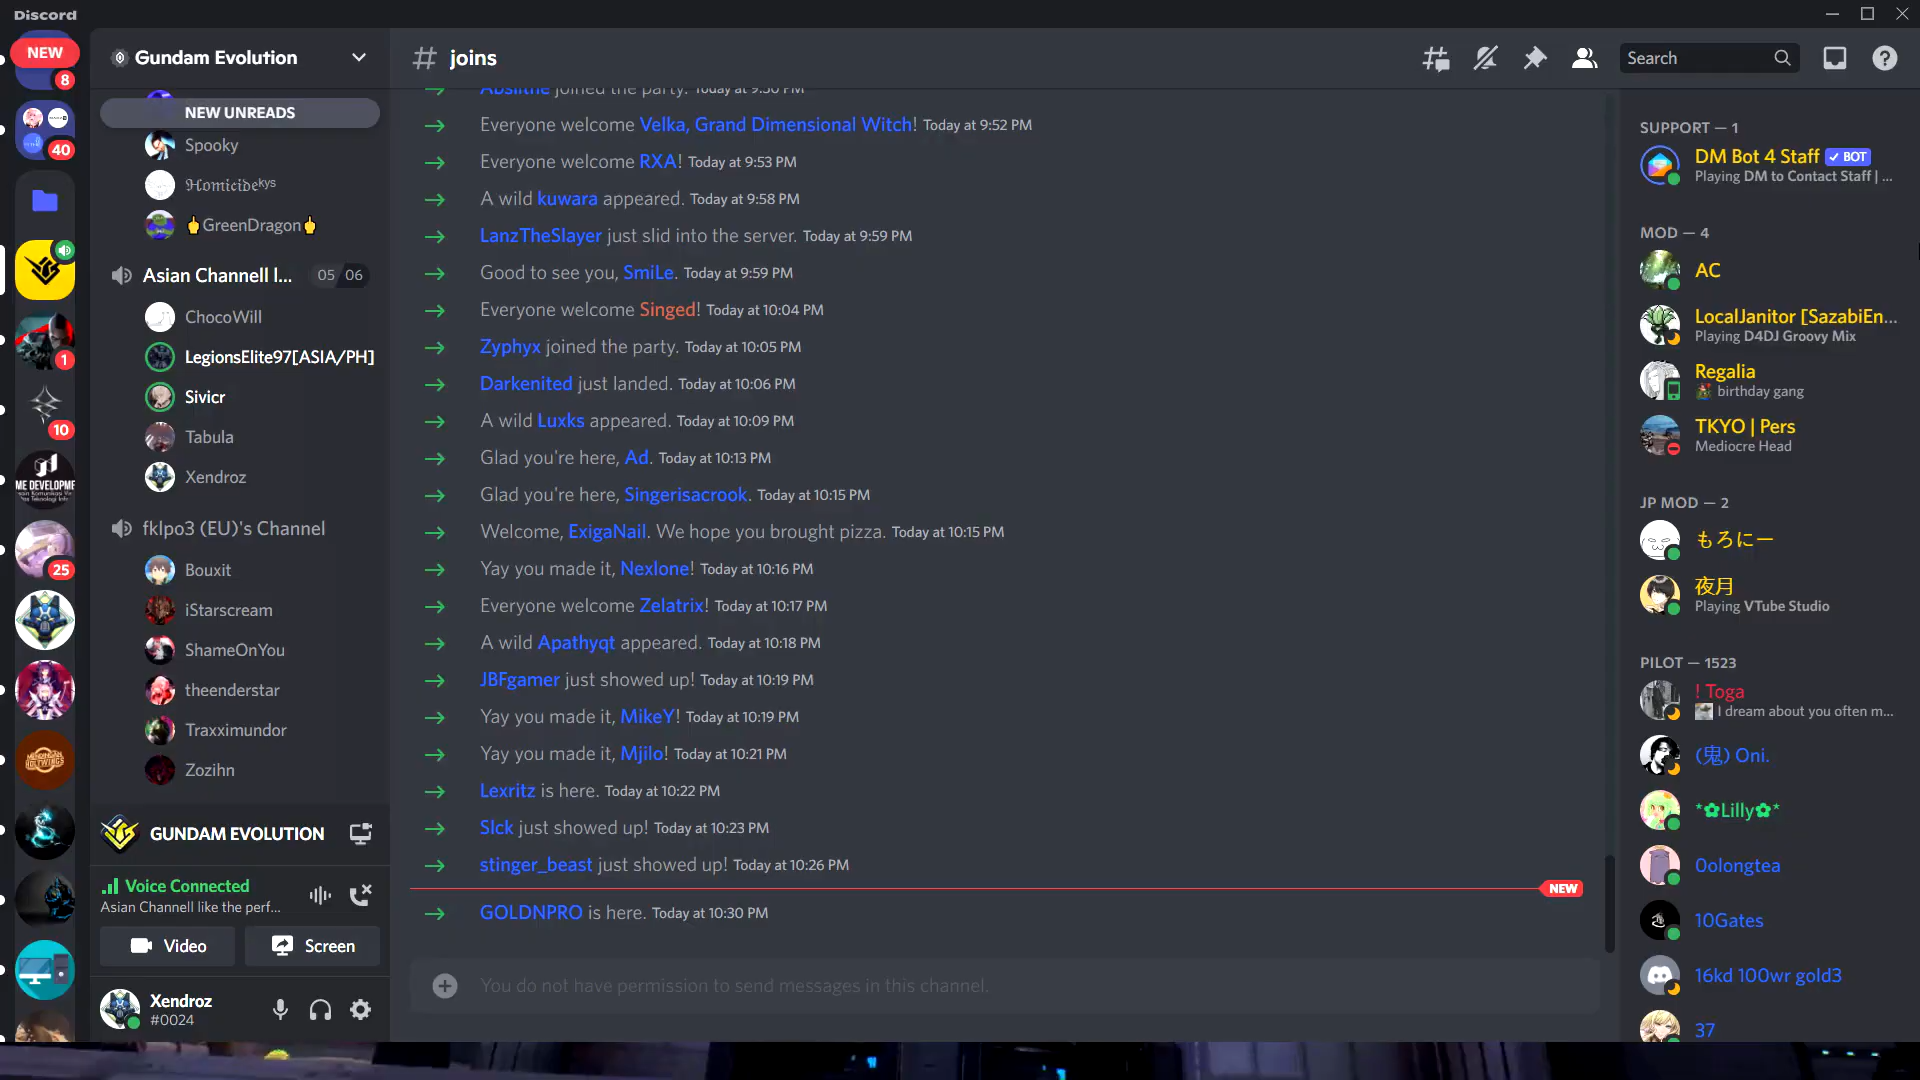 Discord
NEW
8
40
1
10
ME DEVELOPME
25
Gundam Evolution
NEW UNREADS
Spooky
ℌ𝔬𝔪𝔦𝔠𝔦𝔡𝔢ᵏʸˢ
🖕GreenDragon🖕
Asian Channell l... 05 06
ChocoWill
LegionsElite97[ASIA/PH]
Sivicr
Tabula
Xendroz
fklpo3 (EU)'s Channel
Bouxit
iStarscream
ShameOnYou
theenderstar
Traxximundor
Zozihn
GUNDAM EVOLUTION
Voice Connected
Asian Channell like the perf...
Video
Screen
Xendroz
#0024
# joins
Search
Absilthe joined the party. Today at 9:50 PM
Everyone welcome Velka, Grand Dimensional Witch! Today at 9:52 PM
Everyone welcome RXA! Today at 9:53 PM
A wild kuwara appeared. Today at 9:58 PM
LanzTheSlayer just slid into the server. Today at 9:59 PM
Good to see you, SmiLe. Today at 9:59 PM
Everyone welcome Singed! Today at 10:04 PM
Zyphyx joined the party. Today at 10:05 PM
Darkenited just landed. Today at 10:06 PM
A wild Luxks appeared. Today at 10:09 PM
Glad you're here, Ad. Today at 10:13 PM
Glad you're here, Singerisacrook. Today at 10:15 PM
Welcome, ExigaNail. We hope you brought pizza. Today at 10:15 PM
Yay you made it, Nexlone! Today at 10:16 PM
Everyone welcome Zelatrix! Today at 10:17 PM
A wild Apathyqt appeared. Today at 10:18 PM
JBFgamer just showed up! Today at 10:19 PM
Yay you made it, MikeY! Today at 10:19 PM
Yay you made it, Mjilo! Today at 10:21 PM
Lexritz is here. Today at 10:22 PM
Slck just showed up! Today at 10:23 PM
stinger_beast just showed up! Today at 10:26 PM
NEW
GOLDNPRO is here. Today at 10:30 PM
You do not have permission to send messages in this channel.
SUPPORT — 1
DM Bot 4 Staff ✓ BOT
Playing DM to Contact Staff | ...
MOD — 4
AC
LocalJanitor [SazabiEn...
Playing D4DJ Groovy Mix
Regalia
birthday gang
TKYO | Pers
Mediocre Head
JP MOD — 2
もろにー
夜月
Playing VTube Studio
PILOT — 1523
! Toga
I dream about you often m...
(鬼) Oni.
*✿Lilly✿*
0olongtea
10Gates
16kd 100wr gold3
37